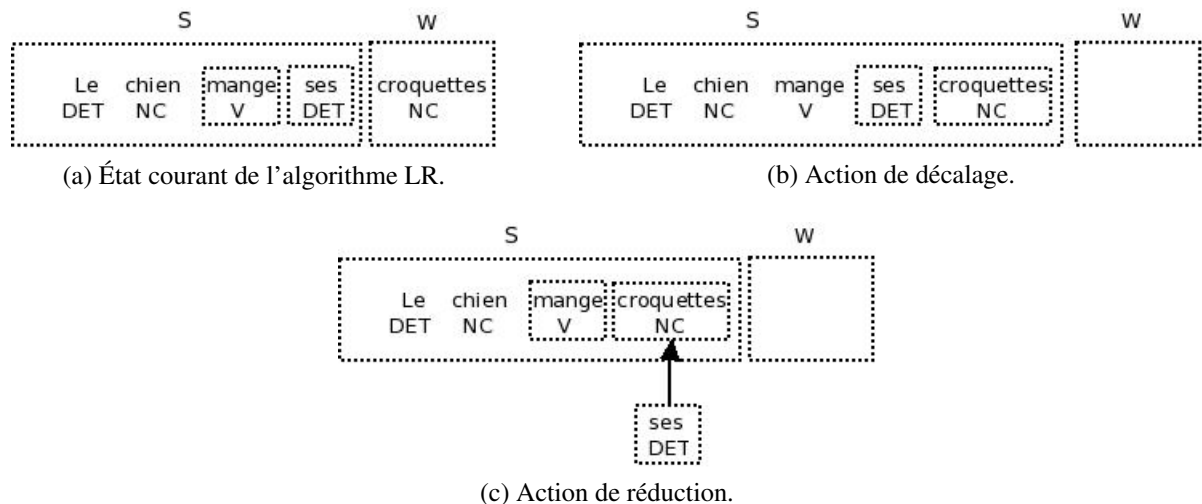 S W
Le chien mange ses croquettes
DET NC V DET NC
(a) État courant de l'algorithme LR.
S W
Le chien mange ses croquettes
DET NC V DET NC
(b) Action de décalage.
S W
Le chien mange croquettes
DET NC V NC
ses
DET
(c) Action de réduction.